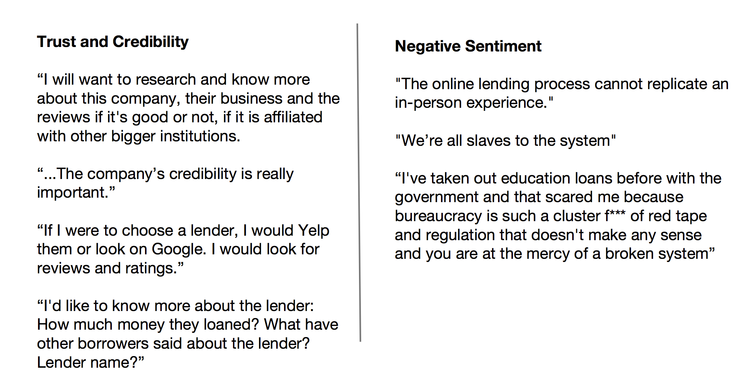 Trust and Credibility
“I will want to research and know more
about this company, their business and the
reviews if it's good or not, if it is affiliated
with other bigger institutions.
“...The company’s credibility is really
important.”
“If I were to choose a lender, I would Yelp
them or look on Google. I would look for
reviews and ratings.”
“I'd like to know more about the lender:
How much money they loaned? What have
other borrowers said about the lender?
Lender name?”
Negative Sentiment
"The online lending process cannot replicate an
in-person experience."
"We’re all slaves to the system"
“I've taken out education loans before with the
government and that scared me because
bureaucracy is such a cluster f*** of red tape
and regulation that doesn't make any sense
and you are at the mercy of a broken system”